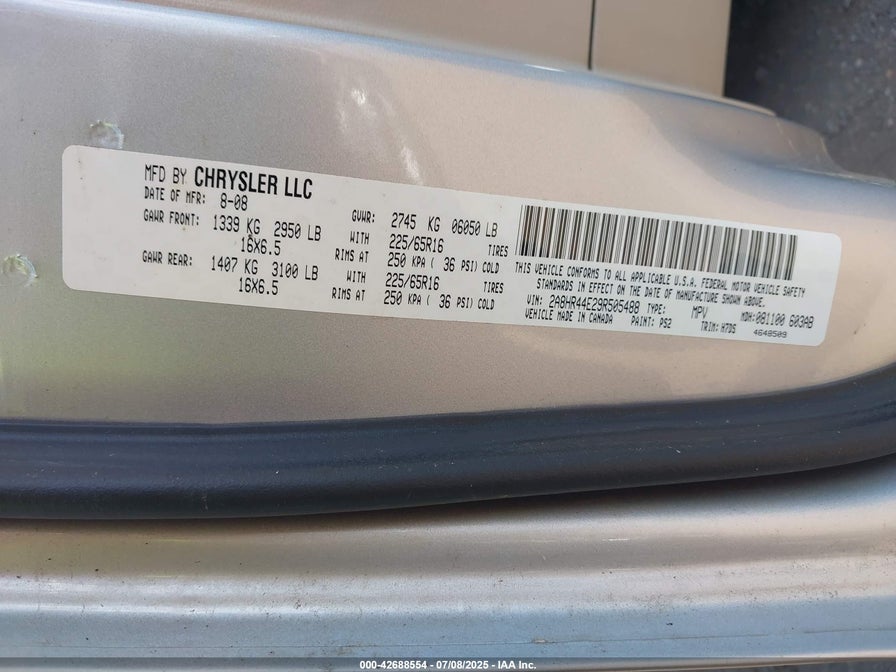 MFD BY CHRYSLER LLC
DATE OF MFR: 8-08
GAWR FRONT: 1339 KG 2950 LB
16X6.5
GAWR REAR: 1407 KG 3100 LB
16X6.5
GVWR: 2745 KG 06050 LB
WITH 225/65R16 TIRES
RIMS AT 250 KPA ( 36 PSI) COLD
WITH 225/65R16 TIRES
RIMS AT 250 KPA ( 36 PSI) COLD
THIS VEHICLE CONFORMS TO ALL APPLICABLE U.S.A. FEDERAL MOTOR VEHICLE SAFETY
STANDARDS IN EFFECT ON THE DATE OF MANUFACTURE SHOWN ABOVE.
VIN: 2A8HR44E29R505488 TYPE: MPV MDH: 081100 603AB
VEHICLE MADE IN CANADA PAINT: PS2 TRIM: H7DS 4648509
000-42688554 - 07/08/2025 - IAA Inc.